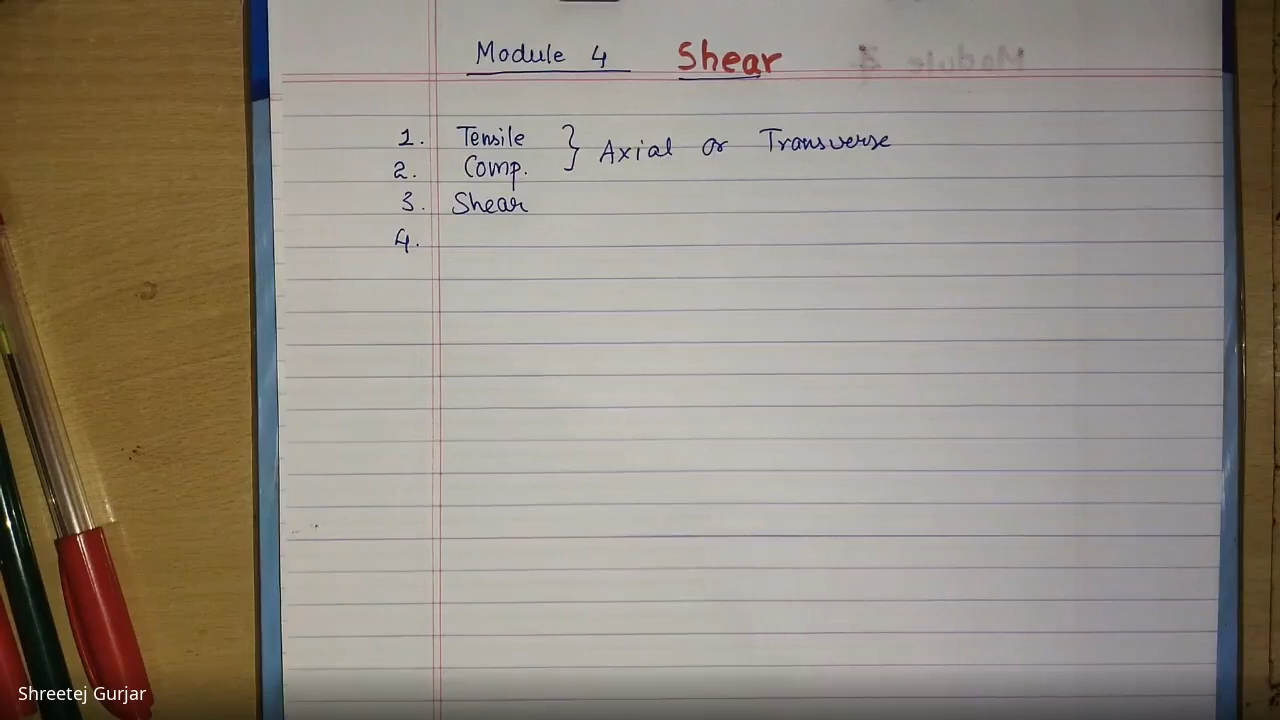 Module 4 Shear
1. Tensile } Axial or Transverse
2. Comp.
3. Shear
4.
Shreetej Gurjar